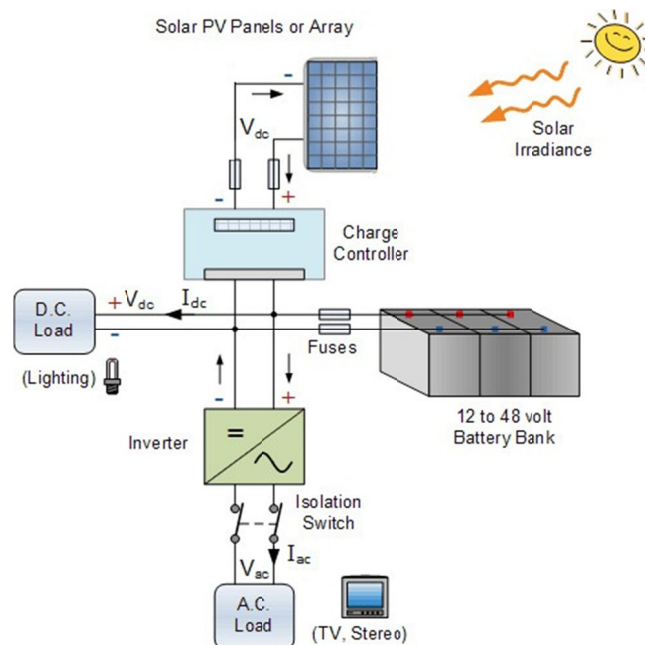 Solar PV Panels or Array
-
Vdc
Solar
Irradiance
- +
Charge
Controller
D.C.
Load
+ Vdc Idc
-
Fuses
(Lighting)
12 to 48 volt
Battery Bank
- +
Inverter
=
Isolation
Switch
Vac
Iac
A.C.
Load
(TV, Stereo)